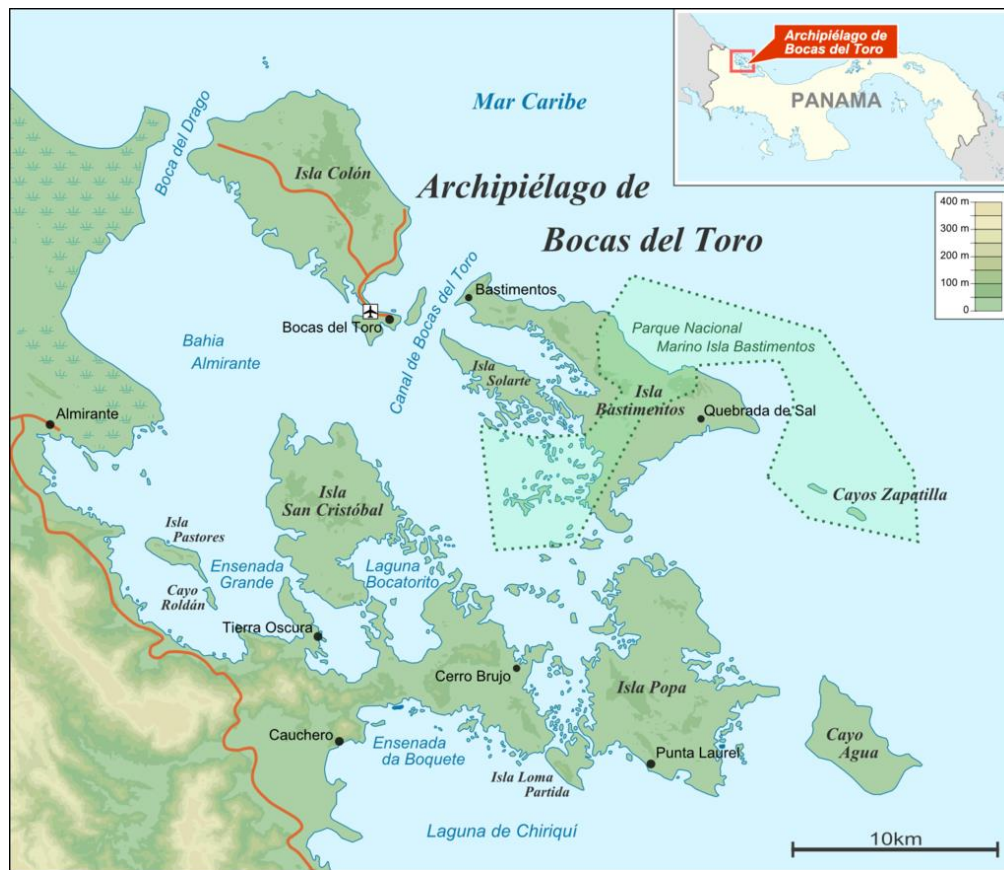 Archipiélago de
Bocas del Toro
PANAMA
Mar Caribe
Boca del Drago
Isla Colón
Archipiélago de
Bocas del Toro
400 m
200 m
100 m
0
Canal de Bocas del Toro
Bastimentos
Bocas del Toro
Parque Nacional
Marino Isla Bastimentos
Bahia
Almirante
Isla
Solarte
Isla
Bastimentos
Quebrada de Sal
Almirante
Isla
San Cristóbal
Cayos Zapatilla
Isla
Pastores
Ensenada
Grande
Laguna
Bocatorito
Cayo
Roldán
Tierra Oscura
Cerro Brujo
Isla Popa
Cauchero
Ensenada
da Boquete
Punta Laurel
Cayo
Agua
Isla Loma
Partida
Laguna de Chiriquí
10km